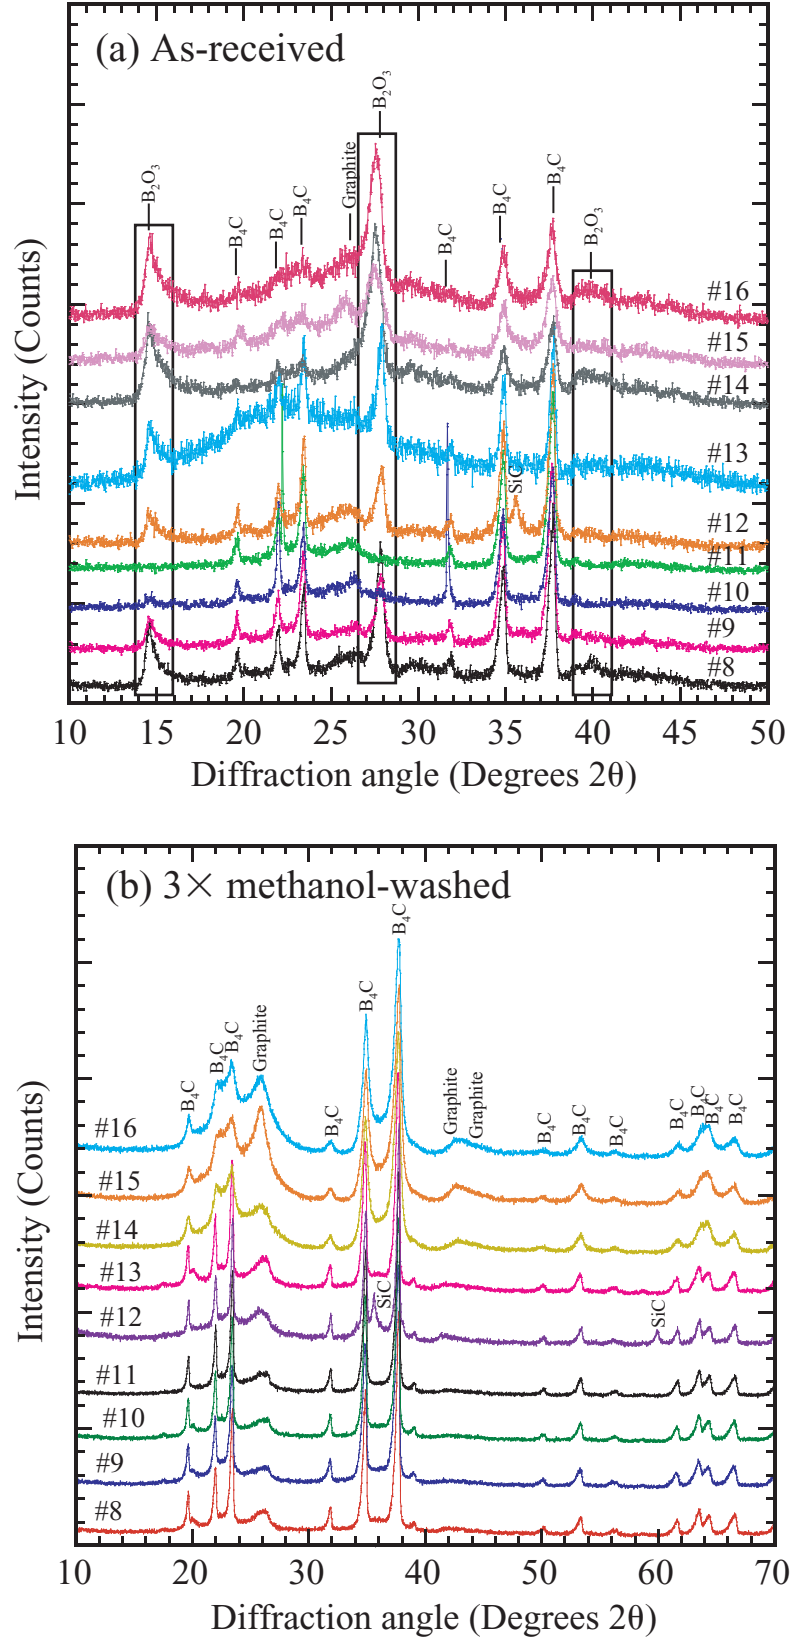 (a) As-received
B₂O₃
B₄C
B₄C
B₄C
Graphite
B₂O₃
B₄C
B₄C
SiC
B₄C
B₂O₃
#16
#15
#14
#13
#12
#11
#10
#9
#8
Intensity (Counts)
10 15 20 25 30 35 40 45 50
Diffraction angle (Degrees 2θ)
(b) 3× methanol-washed
B₄C
B₄C
B₄C
Graphite
B₄C
B₄C
B₄C
Graphite
Graphite
B₄C
B₄C
B₄C
B₄C
B₄C
B₄C
B₄C
SiC
SiC
#16
#15
#14
#13
#12
#11
#10
#9
#8
Intensity (Counts)
10 20 30 40 50 60 70
Diffraction angle (Degrees 2θ)